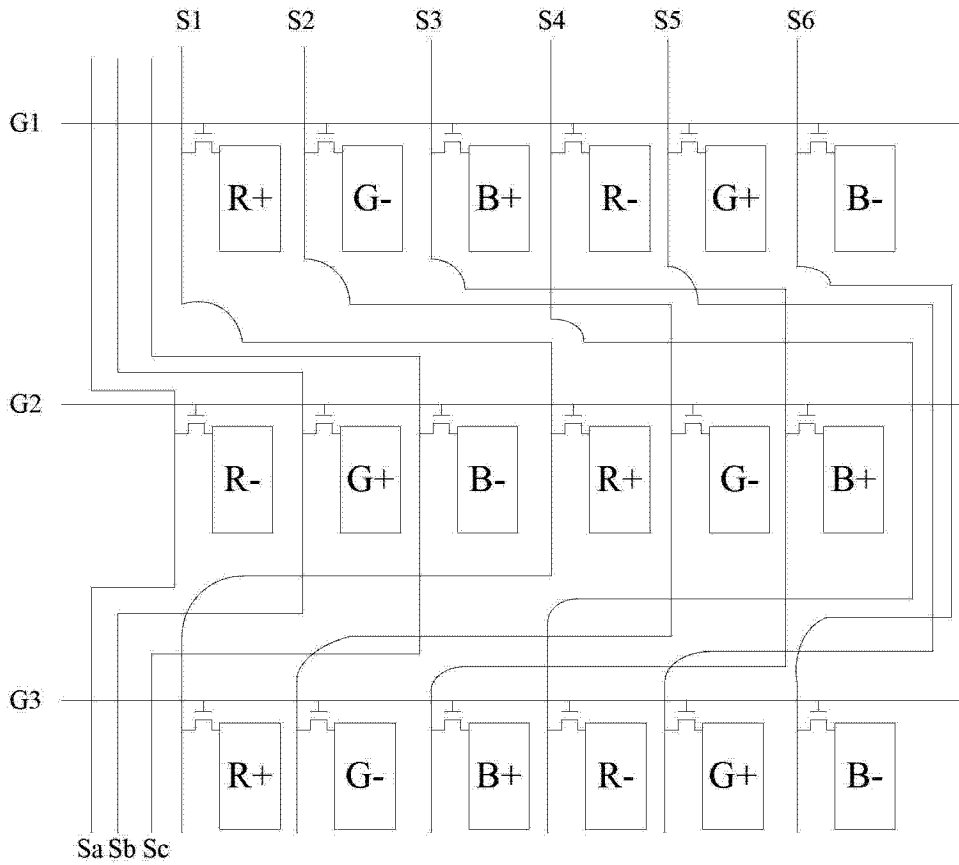 S1 S2 S3 S4 S5 S6
G1
R+ G- B+ R- G+ B-
G2
R- G+ B- R+ G- B+
G3
R+ G- B+ R- G+ B-
Sa Sb Sc